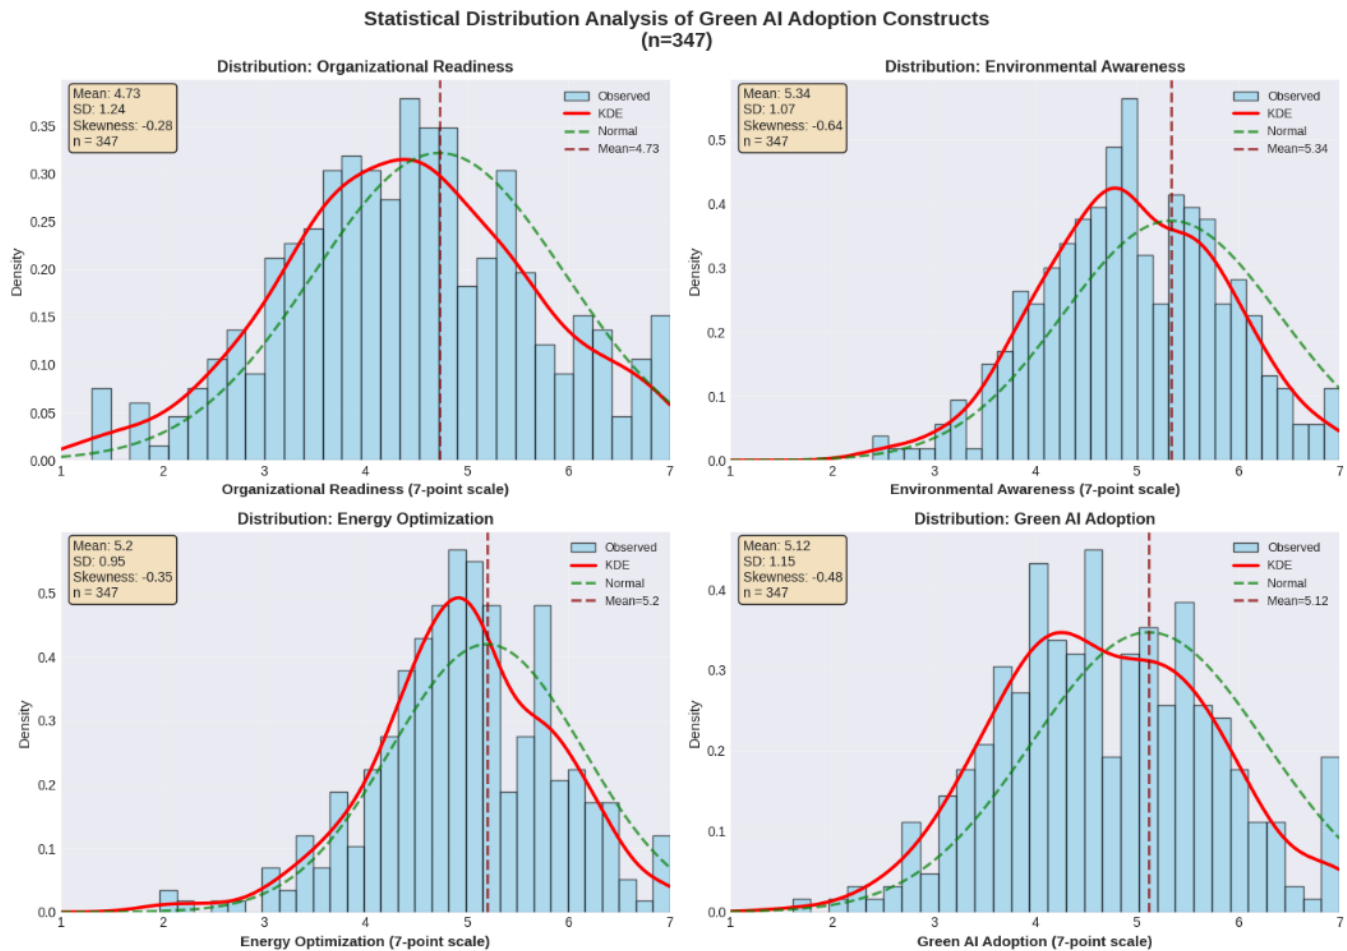 Statistical Distribution Analysis of Green AI Adoption Constructs
(n=347)
Distribution: Organizational Readiness
Mean: 4.73
SD: 1.24
Skewness: -0.28
n = 347
Observed
KDE
Normal
Mean=4.73
Density
0.35
0.30
0.25
0.20
0.15
0.10
0.05
0.00
1 2 3 4 5 6 7
Organizational Readiness (7-point scale)
Distribution: Environmental Awareness
Mean: 5.34
SD: 1.07
Skewness: -0.64
n = 347
Observed
KDE
Normal
Mean=5.34
Density
0.5
0.4
0.3
0.2
0.1
0.0
1 2 3 4 5 6 7
Environmental Awareness (7-point scale)
Distribution: Energy Optimization
Mean: 5.2
SD: 0.95
Skewness: -0.35
n = 347
Observed
KDE
Normal
Mean=5.2
Density
0.5
0.4
0.3
0.2
0.1
0.0
1 2 3 4 5 6 7
Energy Optimization (7-point scale)
Distribution: Green AI Adoption
Mean: 5.12
SD: 1.15
Skewness: -0.48
n = 347
Observed
KDE
Normal
Mean=5.12
Density
0.4
0.3
0.2
0.1
0.0
1 2 3 4 5 6 7
Green AI Adoption (7-point scale)